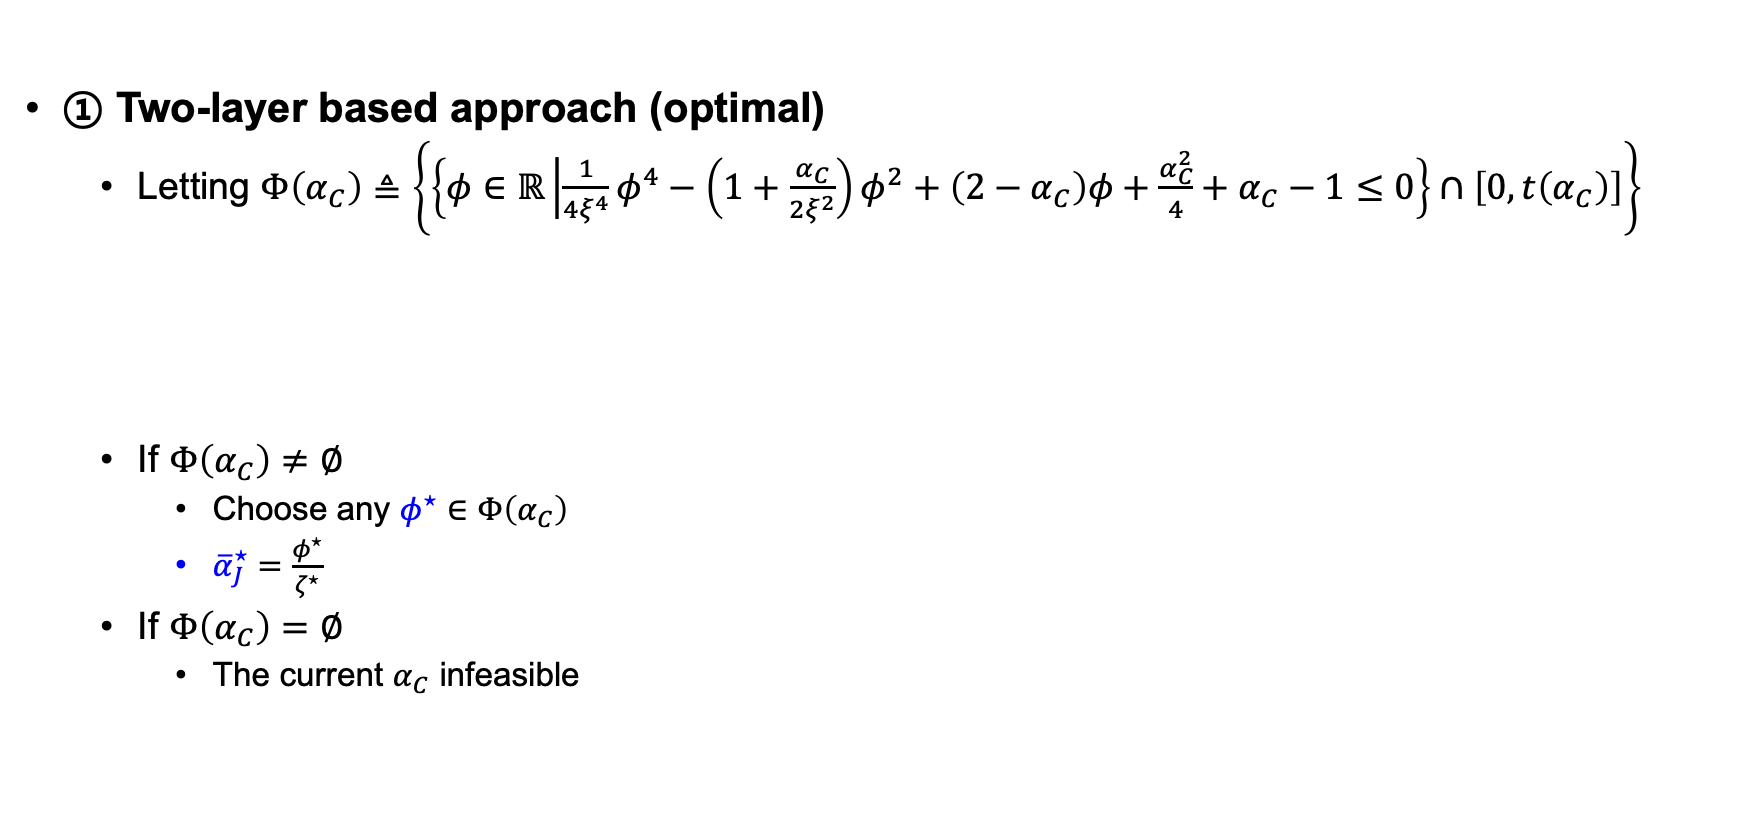 • ① Two-layer based approach (optimal)
• Letting Φ(α_C) ≜ {{ϕ ∈ ℝ | 1/(4ξ⁴) ϕ⁴ − (1 + α_C/(2ξ²)) ϕ² + (2 − α_C)ϕ + α_C²/4 + α_C − 1 ≤ 0} ∩ [0, t(α_C)]}
• If Φ(α_C) ≠ ∅
• Choose any ϕ* ∈ Φ(α_C)
• ᾱ_J* = ϕ*/ζ*
• If Φ(α_C) = ∅
• The current α_C infeasible